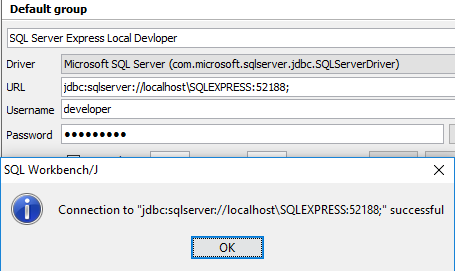 Default group
SQL Server Express Local Devloper
Driver Microsoft SQL Server (com.microsoft.sqlserver.jdbc.SQLServerDriver)
URL jdbc:sqlserver://localhost\SQLEXPRESS:52188;
Username developer
Password ●●●●●●●●●
SQL Workbench/J
Connection to "jdbc:sqlserver://localhost\SQLEXPRESS:52188;" successful
OK